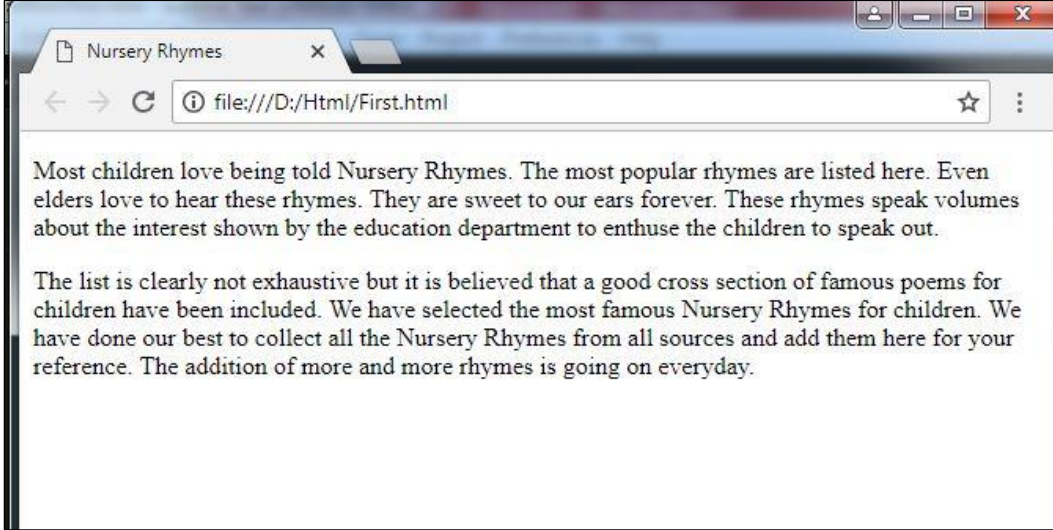 Nursery Rhymes
file:///D:/Html/First.html
Most children love being told Nursery Rhymes. The most popular rhymes are listed here. Even
elders love to hear these rhymes. They are sweet to our ears forever. These rhymes speak volumes
about the interest shown by the education department to enthuse the children to speak out.
The list is clearly not exhaustive but it is believed that a good cross section of famous poems for
children have been included. We have selected the most famous Nursery Rhymes for children. We
have done our best to collect all the Nursery Rhymes from all sources and add them here for your
reference. The addition of more and more rhymes is going on everyday.